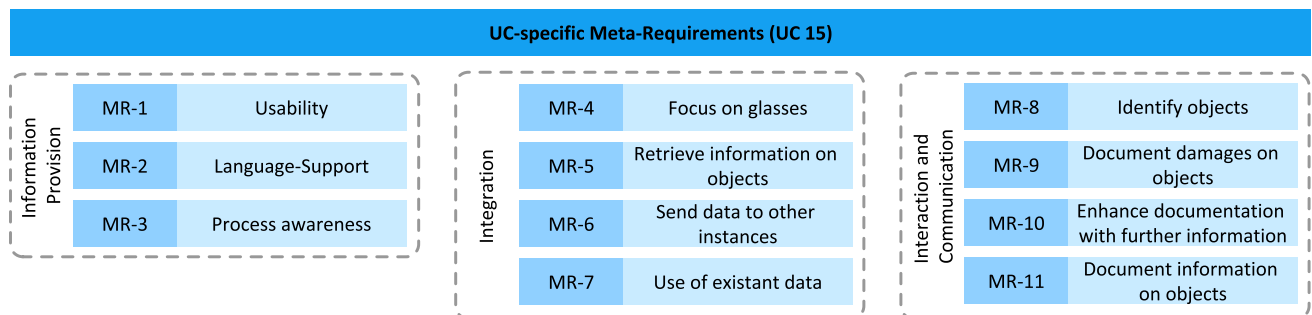 UC-specific Meta-Requirements (UC 15)
Information
Provision
MR-1
Usability
MR-2
Language-Support
MR-3
Process awareness
Integration
MR-4
Focus on glasses
MR-5
Retrieve information on
objects
MR-6
Send data to other
instances
MR-7
Use of existant data
Interaction and
Communication
MR-8
Identify objects
MR-9
Document damages on
objects
MR-10
Enhance documentation
with further information
MR-11
Document information
on objects